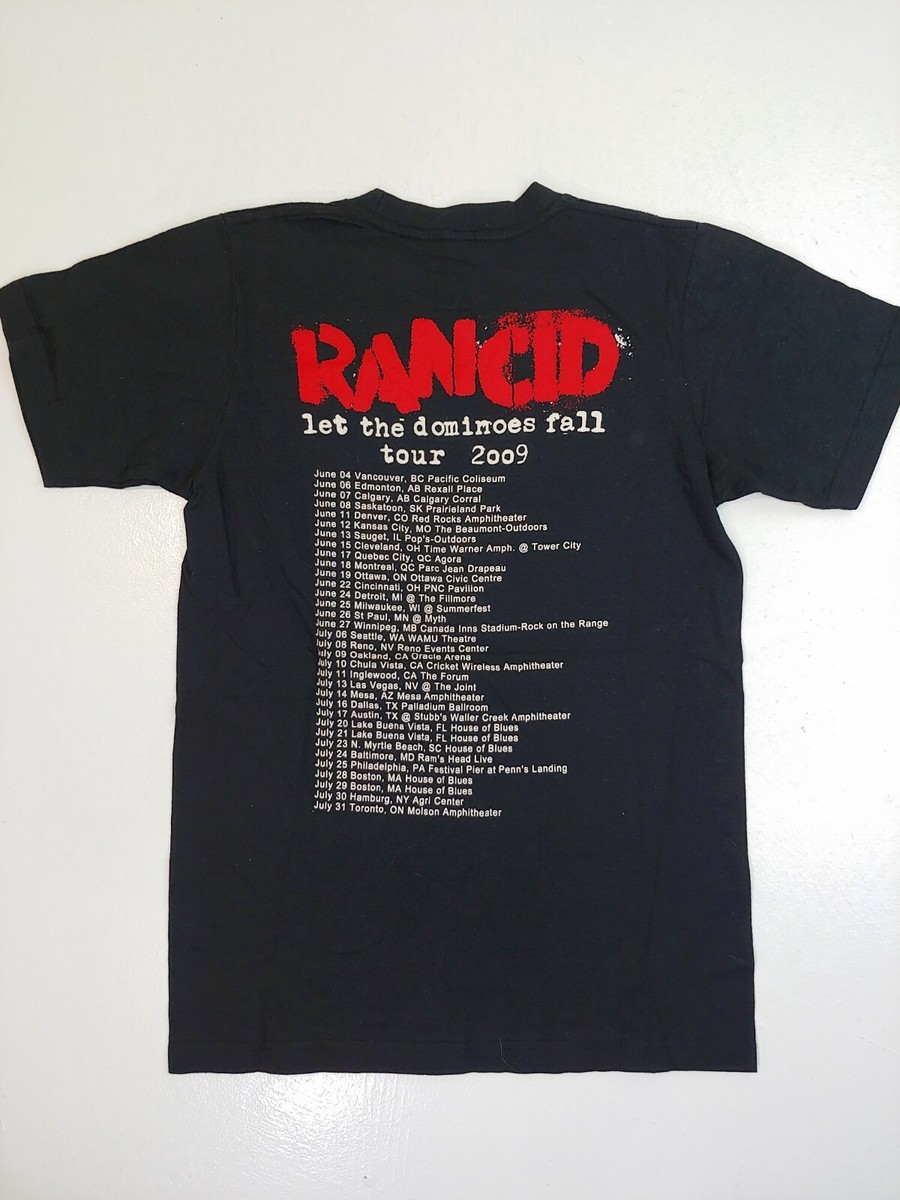 RANCID
let the dominoes fall
tour 2009
June 04 Vancouver, BC Pacific Coliseum
June 06 Edmonton, AB Rexall Place
June 07 Calgary, AB Calgary Corral
June 08 Saskatoon, SK Prairieland Park
June 11 Denver, CO Red Rocks Amphitheater
June 12 Kansas City, MO The Beaumont-Outdoors
June 13 Sauget, IL Pop's-Outdoors
June 15 Cleveland, OH Time Warner Amph. @ Tower City
June 17 Quebec City, QC Agora
June 18 Montreal, QC Parc Jean Drapeau
June 19 Ottawa, ON Ottawa Civic Centre
June 22 Cincinnati, OH PNC Pavilion
June 24 Detroit, MI @ The Fillmore
June 25 Milwaukee, WI @ Summerfest
June 26 St Paul, MN @ Myth
June 27 Winnipeg, MB Canada Inns Stadium-Rock on the Range
July 06 Seattle, WA WAMU Theatre
July 08 Reno, NV Reno Events Center
July 09 Oakland, CA Oracle Arena
July 10 Chula Vista, CA Cricket Wireless Amphitheater
July 11 Inglewood, CA The Forum
July 13 Las Vegas, NV @ The Joint
July 14 Mesa, AZ Mesa Amphitheater
July 16 Dallas, TX Palladium Ballroom
July 17 Austin, TX @ Stubb's Waller Creek Amphitheater
July 20 Lake Buena Vista, FL House of Blues
July 21 Lake Buena Vista, FL House of Blues
July 23 N. Myrtle Beach, SC House of Blues
July 24 Baltimore, MD Ram's Head Live
July 25 Philadelphia, PA Festival Pier at Penn's Landing
July 28 Boston, MA House of Blues
July 29 Boston, MA House of Blues
July 30 Hamburg, NY Agri Center
July 31 Toronto, ON Molson Amphitheater